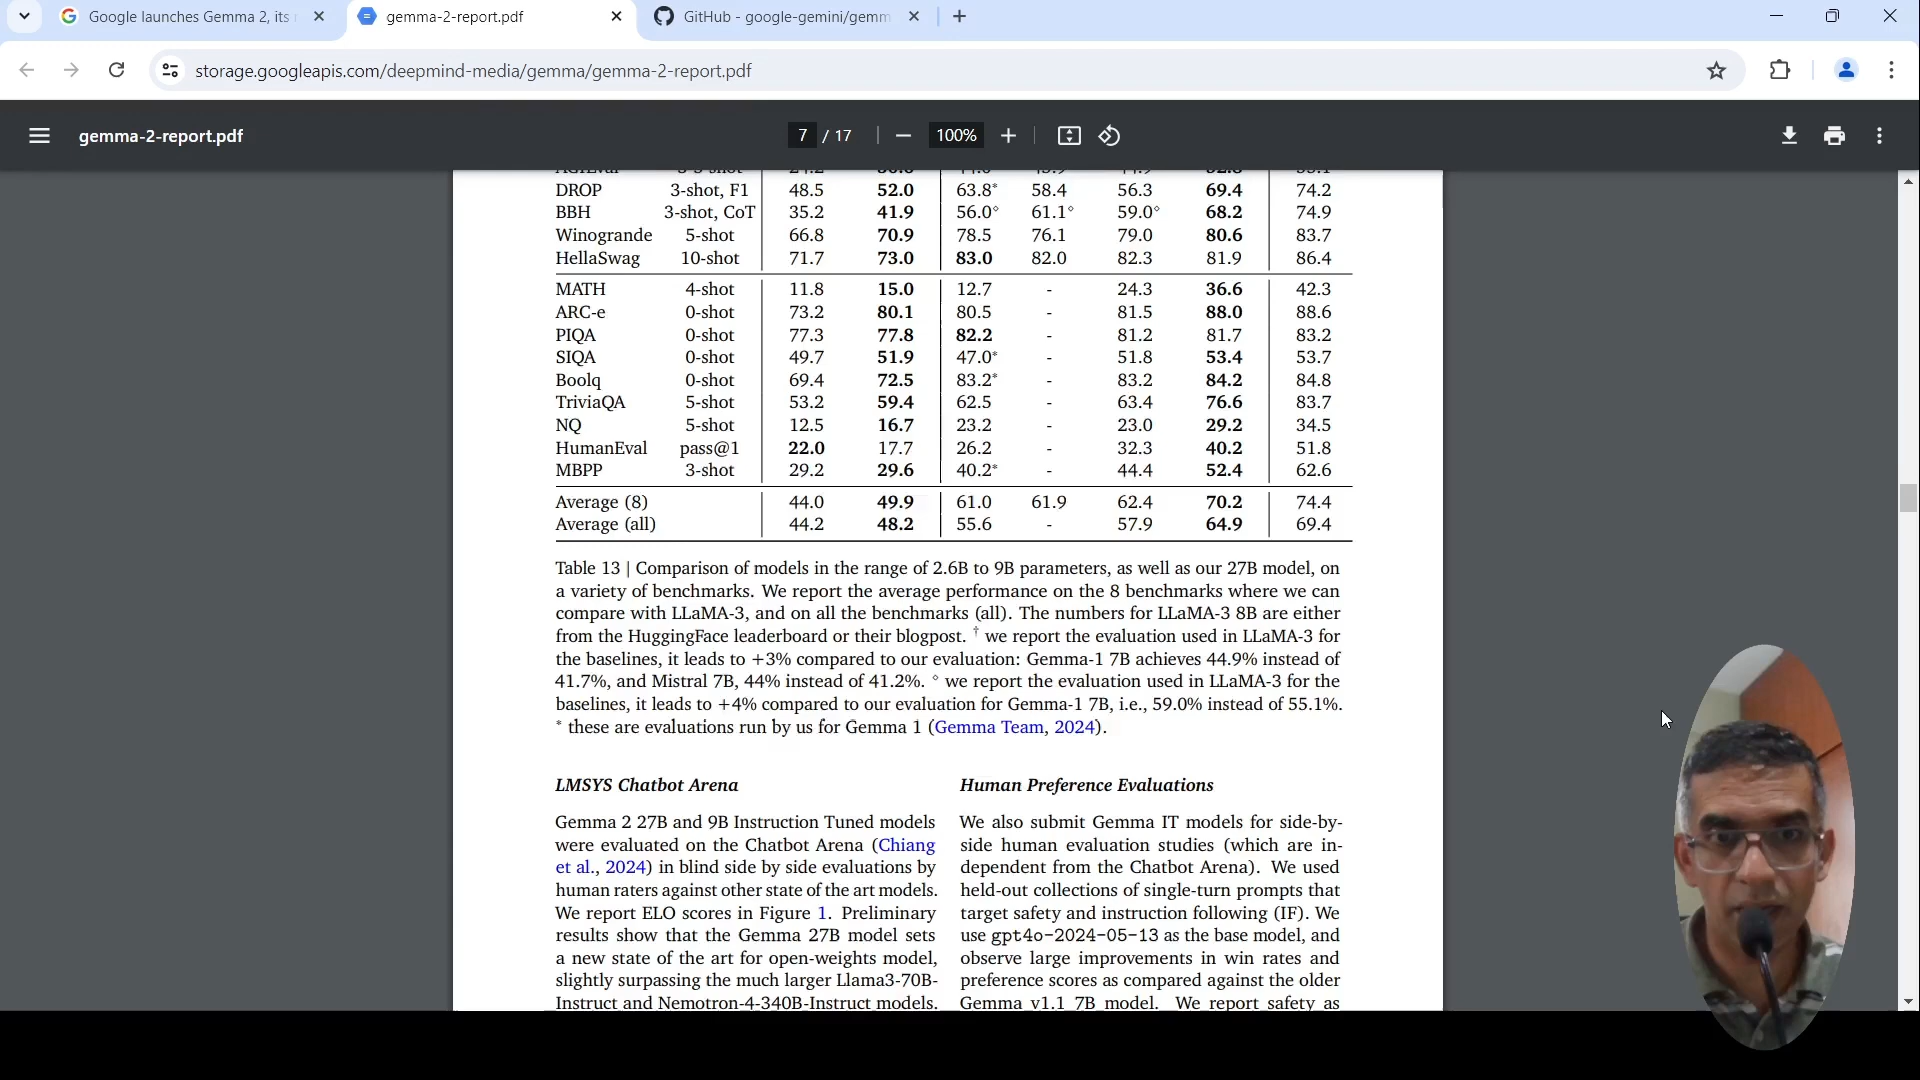 Google launches Gemma 2, its
gemma-2-report.pdf
GitHub - google-gemini/gemm
storage.googleapis.com/deepmind-media/gemma/gemma-2-report.pdf
gemma-2-report.pdf
7 / 17
100%
DROP 3-shot, F1 48.5 52.0 63.8* 58.4 56.3 69.4 74.2
BBH 3-shot, CoT 35.2 41.9 56.0⋄ 61.1⋄ 59.0⋄ 68.2 74.9
Winogrande 5-shot 66.8 70.9 78.5 76.1 79.0 80.6 83.7
HellaSwag 10-shot 71.7 73.0 83.0 82.0 82.3 81.9 86.4
MATH 4-shot 11.8 15.0 12.7 - 24.3 36.6 42.3
ARC-e 0-shot 73.2 80.1 80.5 - 81.5 88.0 88.6
PIQA 0-shot 77.3 77.8 82.2 - 81.2 81.7 83.2
SIQA 0-shot 49.7 51.9 47.0* - 51.8 53.4 53.7
Boolq 0-shot 69.4 72.5 83.2* - 83.2 84.2 84.8
TriviaQA 5-shot 53.2 59.4 62.5 - 63.4 76.6 83.7
NQ 5-shot 12.5 16.7 23.2 - 23.0 29.2 34.5
HumanEval pass@1 22.0 17.7 26.2 - 32.3 40.2 51.8
MBPP 3-shot 29.2 29.6 40.2* - 44.4 52.4 62.6
Average (8) 44.0 49.9 61.0 61.9 62.4 70.2 74.4
Average (all) 44.2 48.2 55.6 - 57.9 64.9 69.4
Table 13 | Comparison of models in the range of 2.6B to 9B parameters, as well as our 27B model, on
a variety of benchmarks. We report the average performance on the 8 benchmarks where we can
compare with LLaMA-3, and on all the benchmarks (all). The numbers for LLaMA-3 8B are either
from the HuggingFace leaderboard or their blogpost. † we report the evaluation used in LLaMA-3 for
the baselines, it leads to +3% compared to our evaluation: Gemma-1 7B achieves 44.9% instead of
41.7%, and Mistral 7B, 44% instead of 41.2%. ⋄ we report the evaluation used in LLaMA-3 for the
baselines, it leads to +4% compared to our evaluation for Gemma-1 7B, i.e., 59.0% instead of 55.1%.
* these are evaluations run by us for Gemma 1 (Gemma Team, 2024).
LMSYS Chatbot Arena
Gemma 2 27B and 9B Instruction Tuned models
were evaluated on the Chatbot Arena (Chiang
et al., 2024) in blind side by side evaluations by
human raters against other state of the art models.
We report ELO scores in Figure 1. Preliminary
results show that the Gemma 27B model sets
a new state of the art for open-weights model,
slightly surpassing the much larger Llama3-70B-
Instruct and Nemotron-4-340B-Instruct models.
Human Preference Evaluations
We also submit Gemma IT models for side-by-
side human evaluation studies (which are in-
dependent from the Chatbot Arena). We used
held-out collections of single-turn prompts that
target safety and instruction following (IF). We
use gpt4o-2024-05-13 as the base model, and
observe large improvements in win rates and
preference scores as compared against the older
Gemma v1.1 7B model. We report safety as